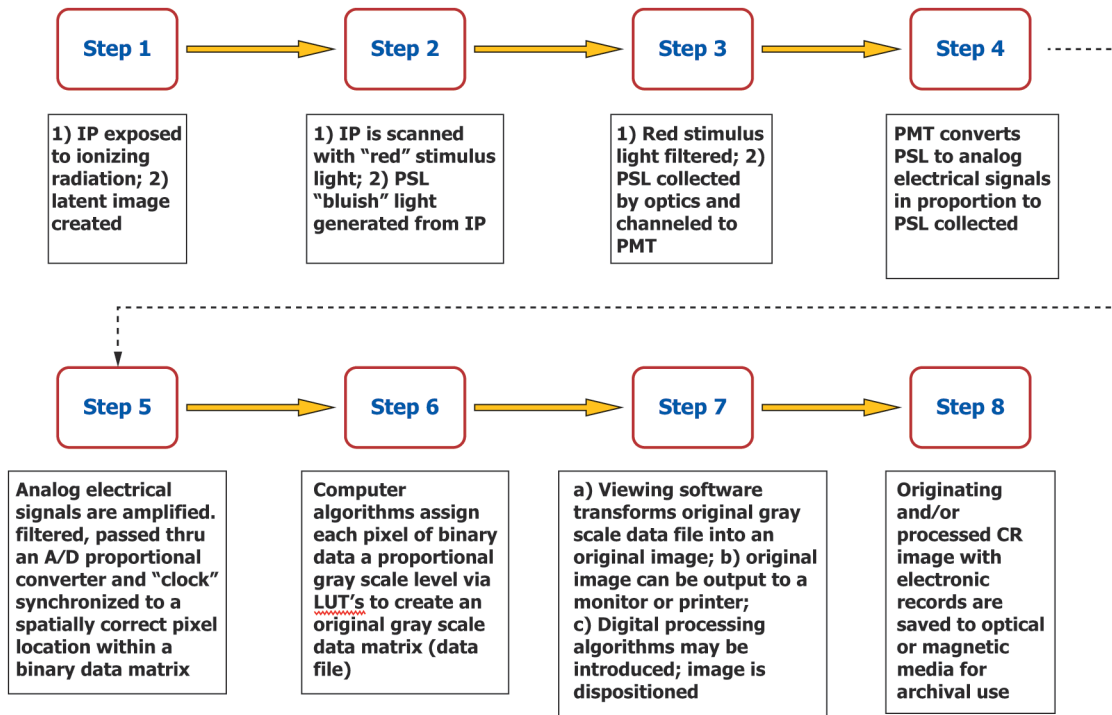 Step 1
Step 2
Step 3
Step 4
1) IP exposed
to ionizing
radiation; 2)
latent image
created
1) IP is scanned
with “red” stimulus
light; 2) PSL
“bluish” light
generated from IP
1) Red stimulus
light filtered; 2)
PSL collected
by optics and
channeled to
PMT
PMT converts
PSL to analog
electrical signals
in proportion to
PSL collected
Step 5
Step 6
Step 7
Step 8
Analog electrical
signals are amplified.
filtered, passed thru
an A/D proportional
converter and “clock”
synchronized to a
spatially correct pixel
location within a
binary data matrix
Computer
algorithms assign
each pixel of binary
data a proportional
gray scale level via
LUT’s to create an
original gray scale
data matrix (data
file)
a) Viewing software
transforms original gray
scale data file into an
original image; b) original
image can be output to a
monitor or printer;
c) Digital processing
algorithms may be
introduced; image is
dispositioned
Originating
and/or
processed CR
image with
electronic
records are
saved to optical
or magnetic
media for
archival use